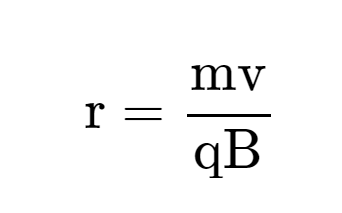 r = mv/qB